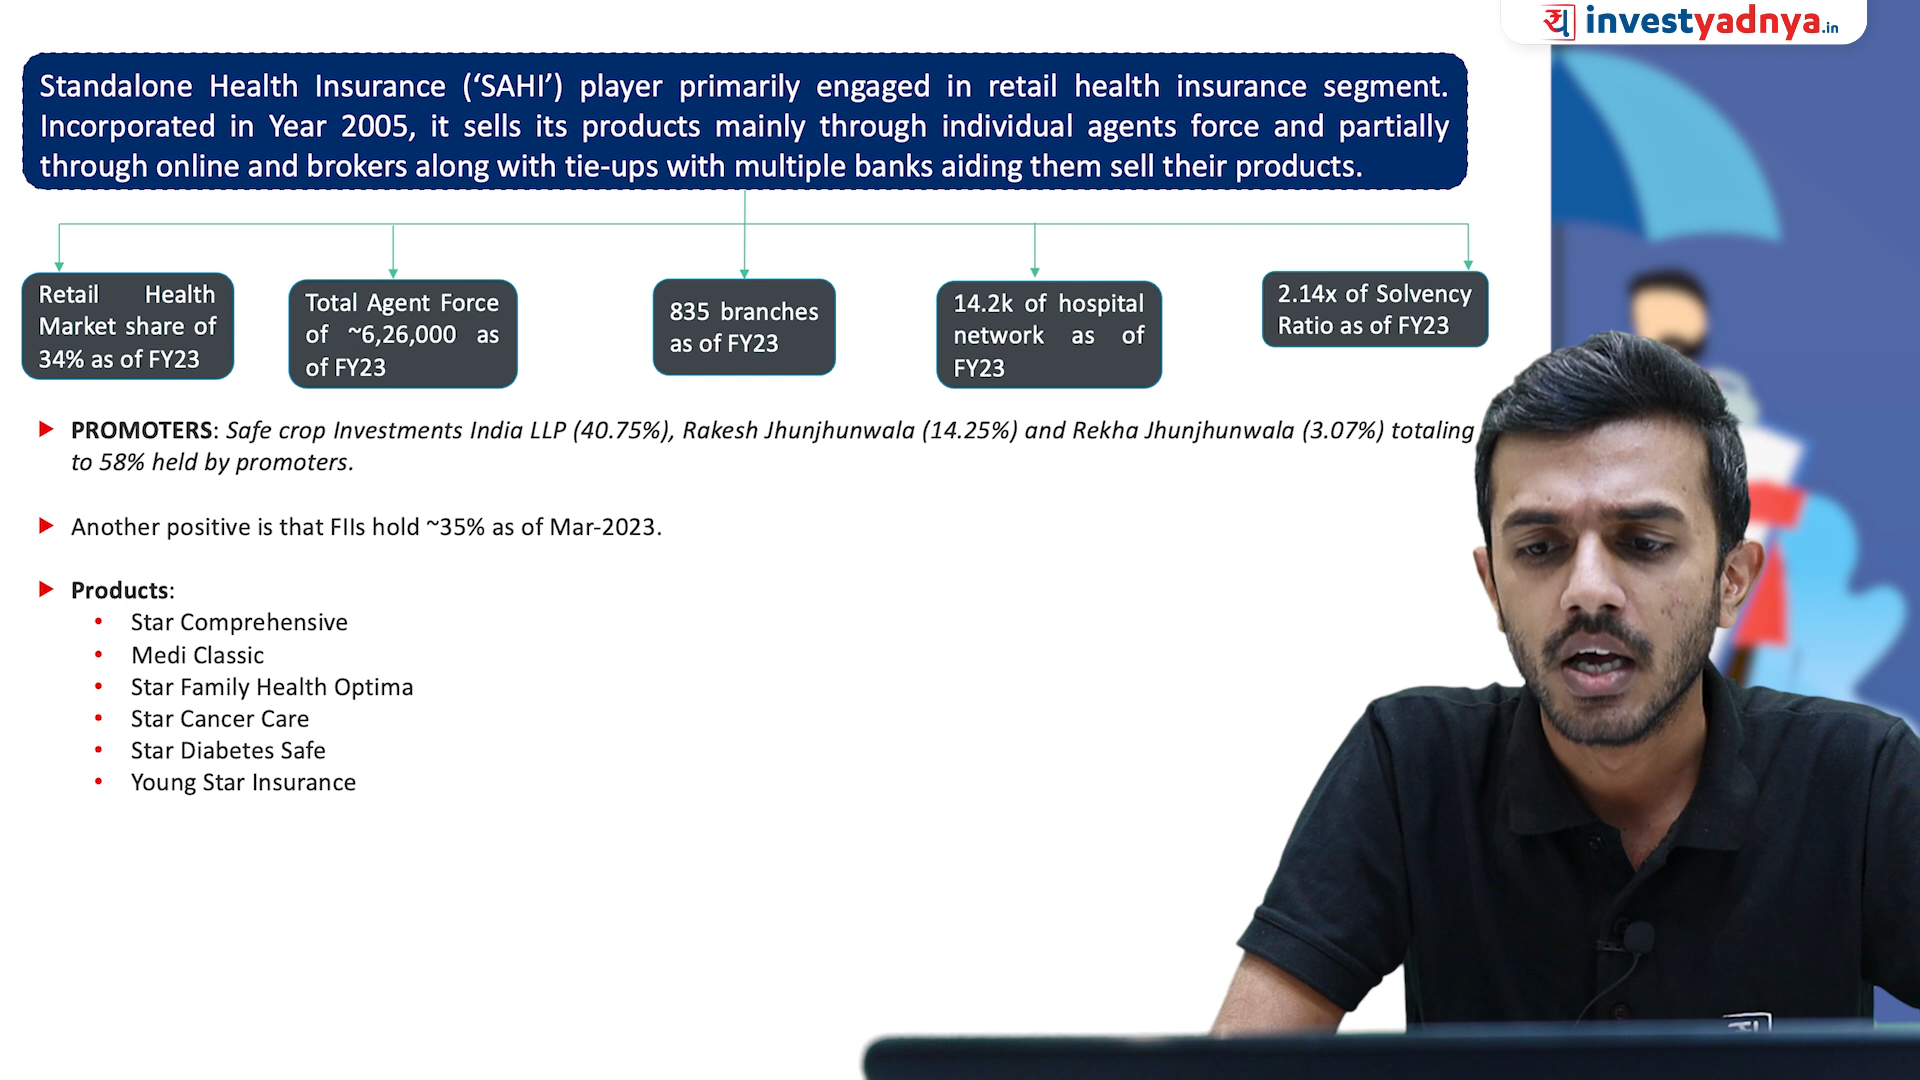 investyadnya.in
Standalone Health Insurance (‘SAHI’) player primarily engaged in retail health insurance segment.
Incorporated in Year 2005, it sells its products mainly through individual agents force and partially
through online and brokers along with tie-ups with multiple banks aiding them sell their products.
Retail Health
Market share of
34% as of FY23
Total Agent Force
of ~6,26,000 as
of FY23
835 branches
as of FY23
14.2k of hospital
network as of
FY23
2.14x of Solvency
Ratio as of FY23
PROMOTERS: Safe crop Investments India LLP (40.75%), Rakesh Jhunjhunwala (14.25%) and Rekha Jhunjhunwala (3.07%) totaling
to 58% held by promoters.
Another positive is that FIIs hold ~35% as of Mar-2023.
Products:
• Star Comprehensive
• Medi Classic
• Star Family Health Optima
• Star Cancer Care
• Star Diabetes Safe
• Young Star Insurance